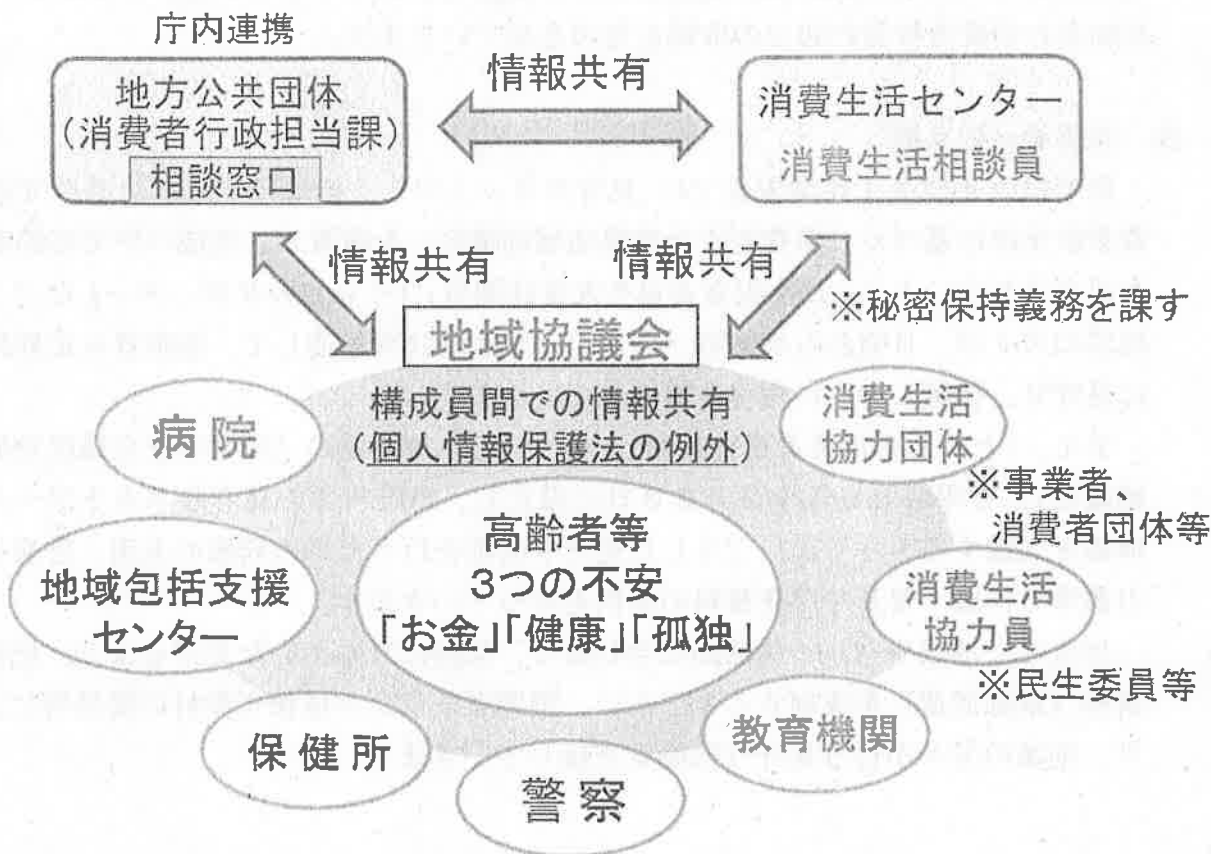 庁内連携
地方公共団体
(消費者行政担当課)
相談窓口
情報共有
消費生活センター
消費生活相談員
情報共有
情報共有
※秘密保持義務を課す
地域協議会
構成員間での情報共有
(個人情報保護法の例外)
病院
消費生活
協力団体
※事業者、
消費者団体等
高齢者等
3つの不安
「お金」「健康」「孤独」
地域包括支援
センター
消費生活
協力員
※民生委員等
保健所
警察
教育機関